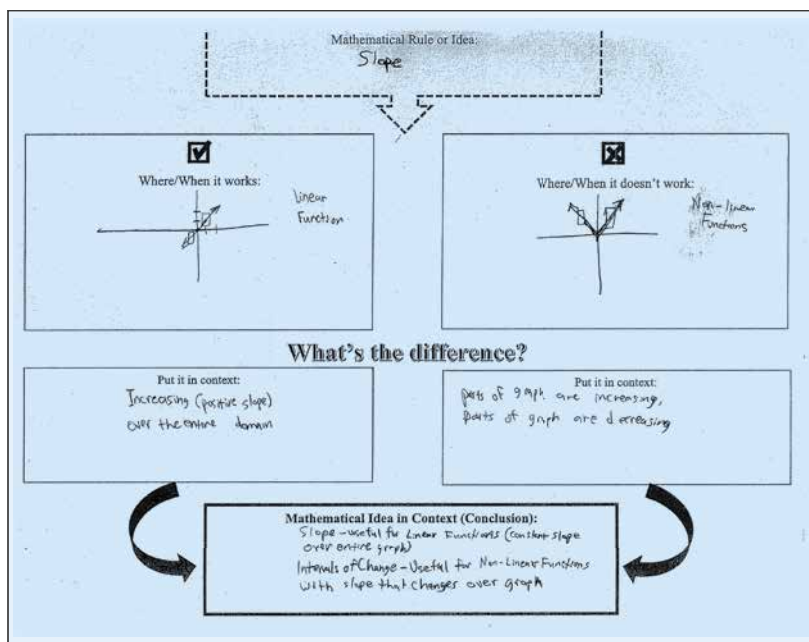 Mathematical Rule or Idea:
Slope
Where/When it works:
Linear
Function
Where/When it doesn't work:
Non-linear
Functions
What's the difference?
Put it in context:
Increasing (positive slope)
over the entire domain
Put it in context:
parts of graph are increasing,
parts of graph are decreasing
Mathematical Idea in Context (Conclusion):
Slope - useful for Linear Functions (constant slope
over entire graph)
Intervals of Change - Useful for Non-Linear Functions
with slope that changes over graph